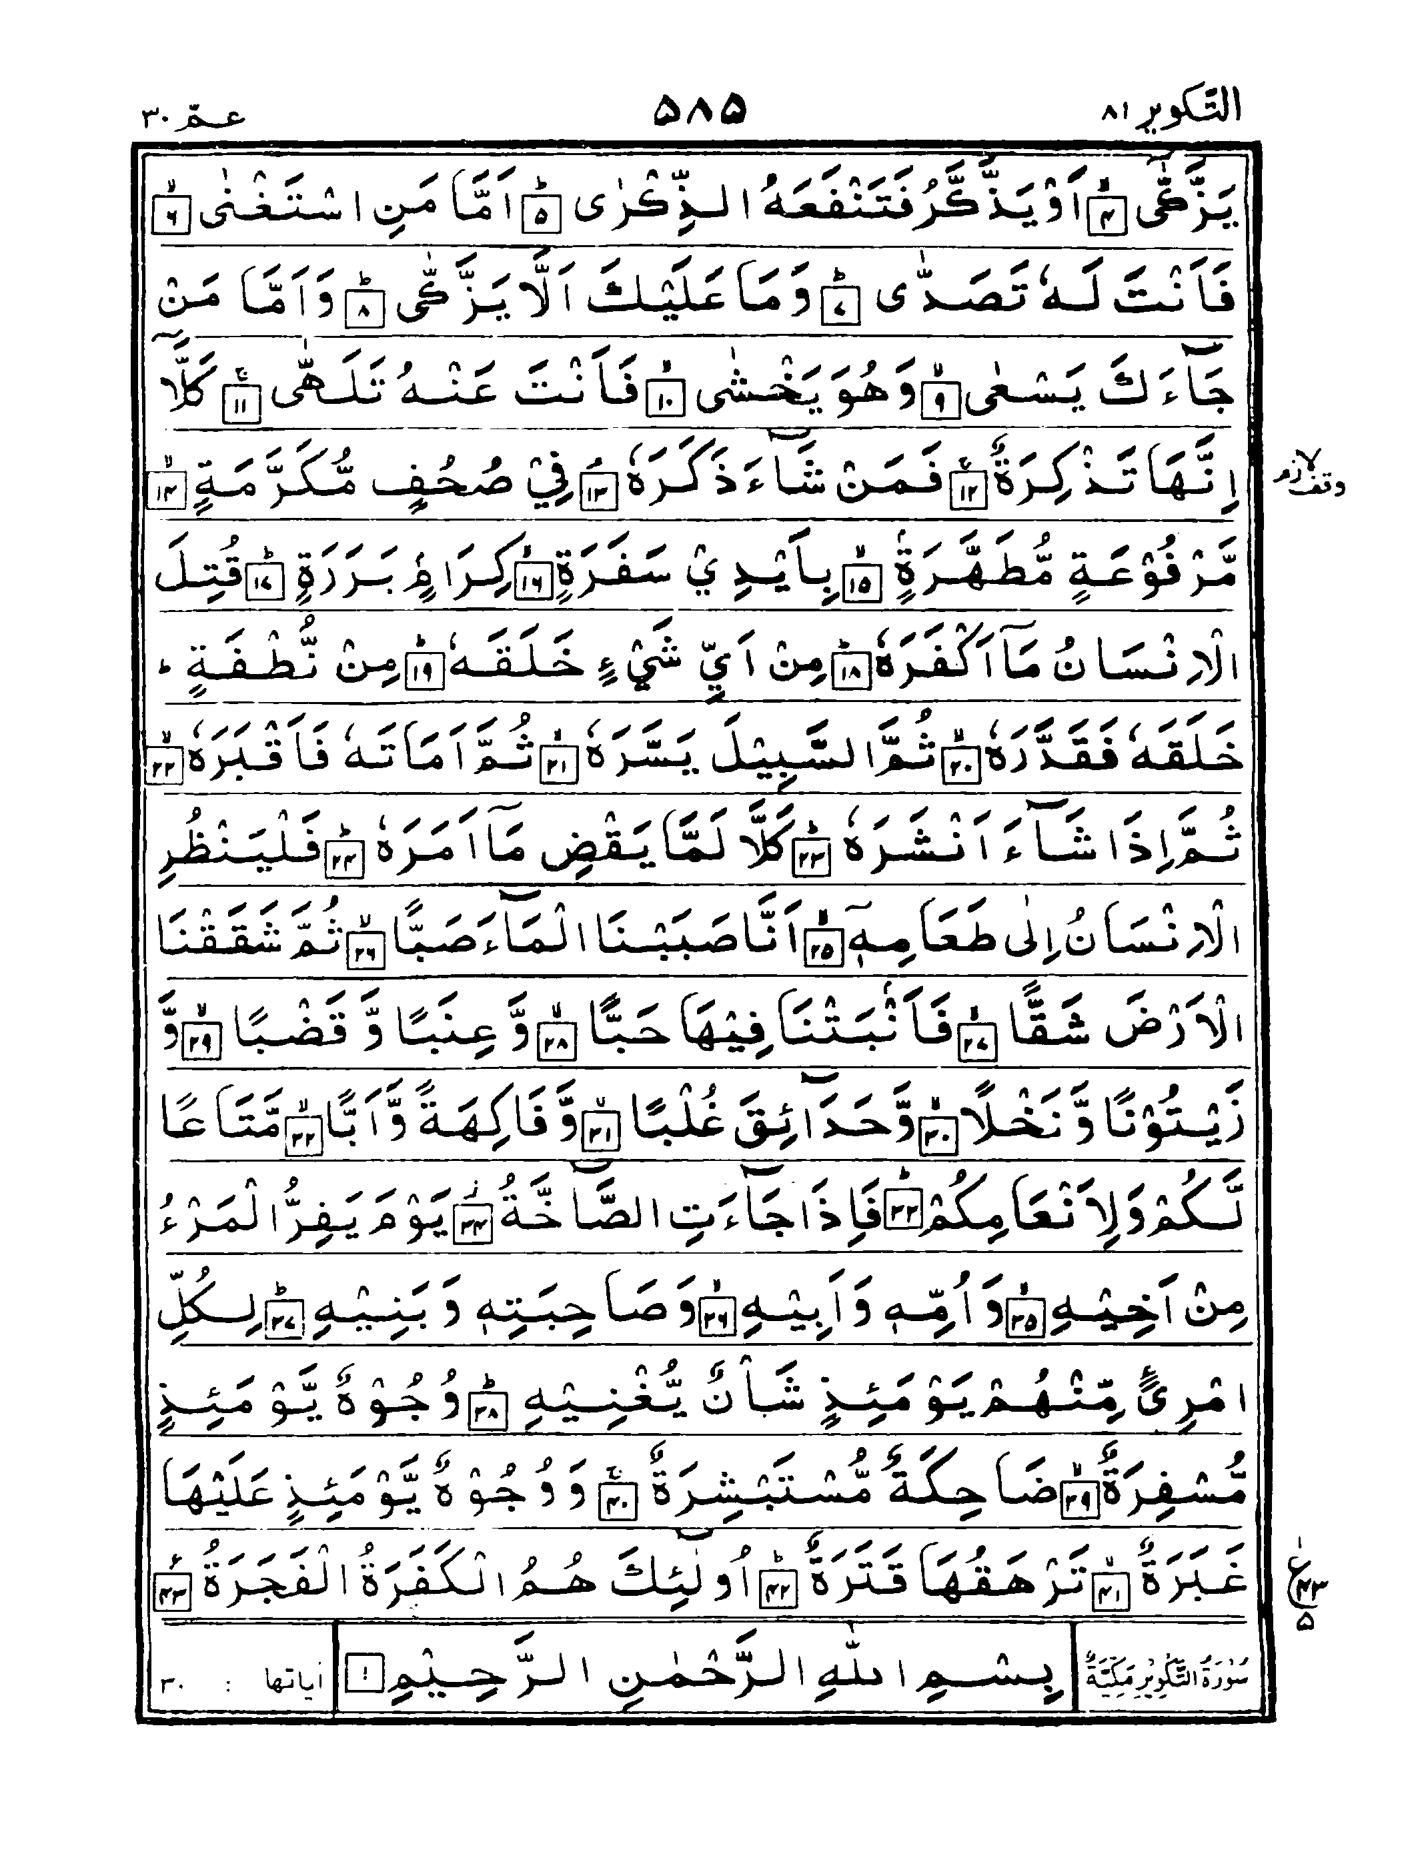 التّكوير ٨١ ٥٨٥ عمّ ٣٠
يَزَّكّٰٓى ٤ اَوْ يَذَّكَّرُ فَتَنْفَعَهُ الذِّكْرٰى ٥ اَمَّا مَنِ اسْتَغْنٰى ٦
فَاَنْتَ لَهٗ تَصَدّٰى ٧ وَمَا عَلَيْكَ اَلَّا يَزَّكّٰى ٨ وَاَمَّا مَنْ
جَآءَكَ يَسْعٰى ٩ وَهُوَ يَخْشٰى ١٠ فَاَنْتَ عَنْهُ تَلَهّٰى ١١ كَلَّآ
اِنَّهَا تَذْكِرَةٌ ١٢ فَمَنْ شَآءَ ذَكَرَهٗ ١٣ فِيْ صُحُفٍ مُّكَرَّمَةٍ ١٤
وقف لازم
مَّرْفُوْعَةٍ مُّطَهَّرَةٍ ١٥ بِاَيْدِيْ سَفَرَةٍ ١٦ كِرَامٍۢ بَرَرَةٍ ١٧ قُتِلَ
الْاِنْسَانُ مَآ اَكْفَرَهٗ ١٨ مِنْ اَيِّ شَيْءٍ خَلَقَهٗ ١٩ مِنْ نُّطْفَةٍ ؕ
خَلَقَهٗ فَقَدَّرَهٗ ٢٠ ثُمَّ السَّبِيْلَ يَسَّرَهٗ ٢١ ثُمَّ اَمَاتَهٗ فَاَقْبَرَهٗ ٢٢
ثُمَّ اِذَا شَآءَ اَنْشَرَهٗ ٢٣ كَلَّا لَمَّا يَقْضِ مَآ اَمَرَهٗ ٢٤ فَلْيَنْظُرِ
الْاِنْسَانُ اِلٰى طَعَامِهٖٓ ٢٥ اَنَّا صَبَبْنَا الْمَآءَ صَبًّا ٢٦ ثُمَّ شَقَقْنَا
الْاَرْضَ شَقًّا ٢٧ فَاَنْۢبَتْنَا فِيْهَا حَبًّا ٢٨ وَّعِنَبًا وَّقَضْبًا ٢٩ وَّ
زَيْتُوْنًا وَّنَخْلًا ٣٠ وَّحَدَآئِقَ غُلْبًا ٣١ وَّفَاكِهَةً وَّاَبًّا ٣٢ مَّتَاعًا
لَّكُمْ وَلِاَنْعَامِكُمْ ٣٣ فَاِذَا جَآءَتِ الصَّآخَّةُ ٣٤ يَوْمَ يَفِرُّ الْمَرْءُ
مِنْ اَخِيْهِ ٣٥ وَاُمِّهٖ وَاَبِيْهِ ٣٦ وَصَاحِبَتِهٖ وَبَنِيْهِ ٣٧ لِكُلِّ
امْرِئٍ مِّنْهُمْ يَوْمَئِذٍ شَاْنٌ يُّغْنِيْهِ ٣٨ وُجُوْهٌ يَّوْمَئِذٍ
مُّسْفِرَةٌ ٣٩ ضَاحِكَةٌ مُّسْتَبْشِرَةٌ ٤٠ وَوُجُوْهٌ يَّوْمَئِذٍ عَلَيْهَا
غَبَرَةٌ ٤١ تَرْهَقُهَا قَتَرَةٌ ٤٢ اُولٰٓئِكَ هُمُ الْكَفَرَةُ الْفَجَرَةُ ٤٣
ع ٤٣ ٥
سُوْرَةُ التَّكْوِيْرِ مَكِّيَّةٌ بِسْمِ اللّٰهِ الرَّحْمٰنِ الرَّحِيْمِ ١ اٰياتها : ٣٠